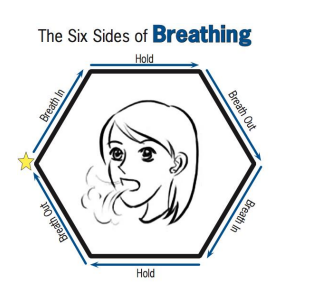 The Six Sides of Breathing
Hold
Breath In
Breath Out
Breath In
Hold
Breath Out